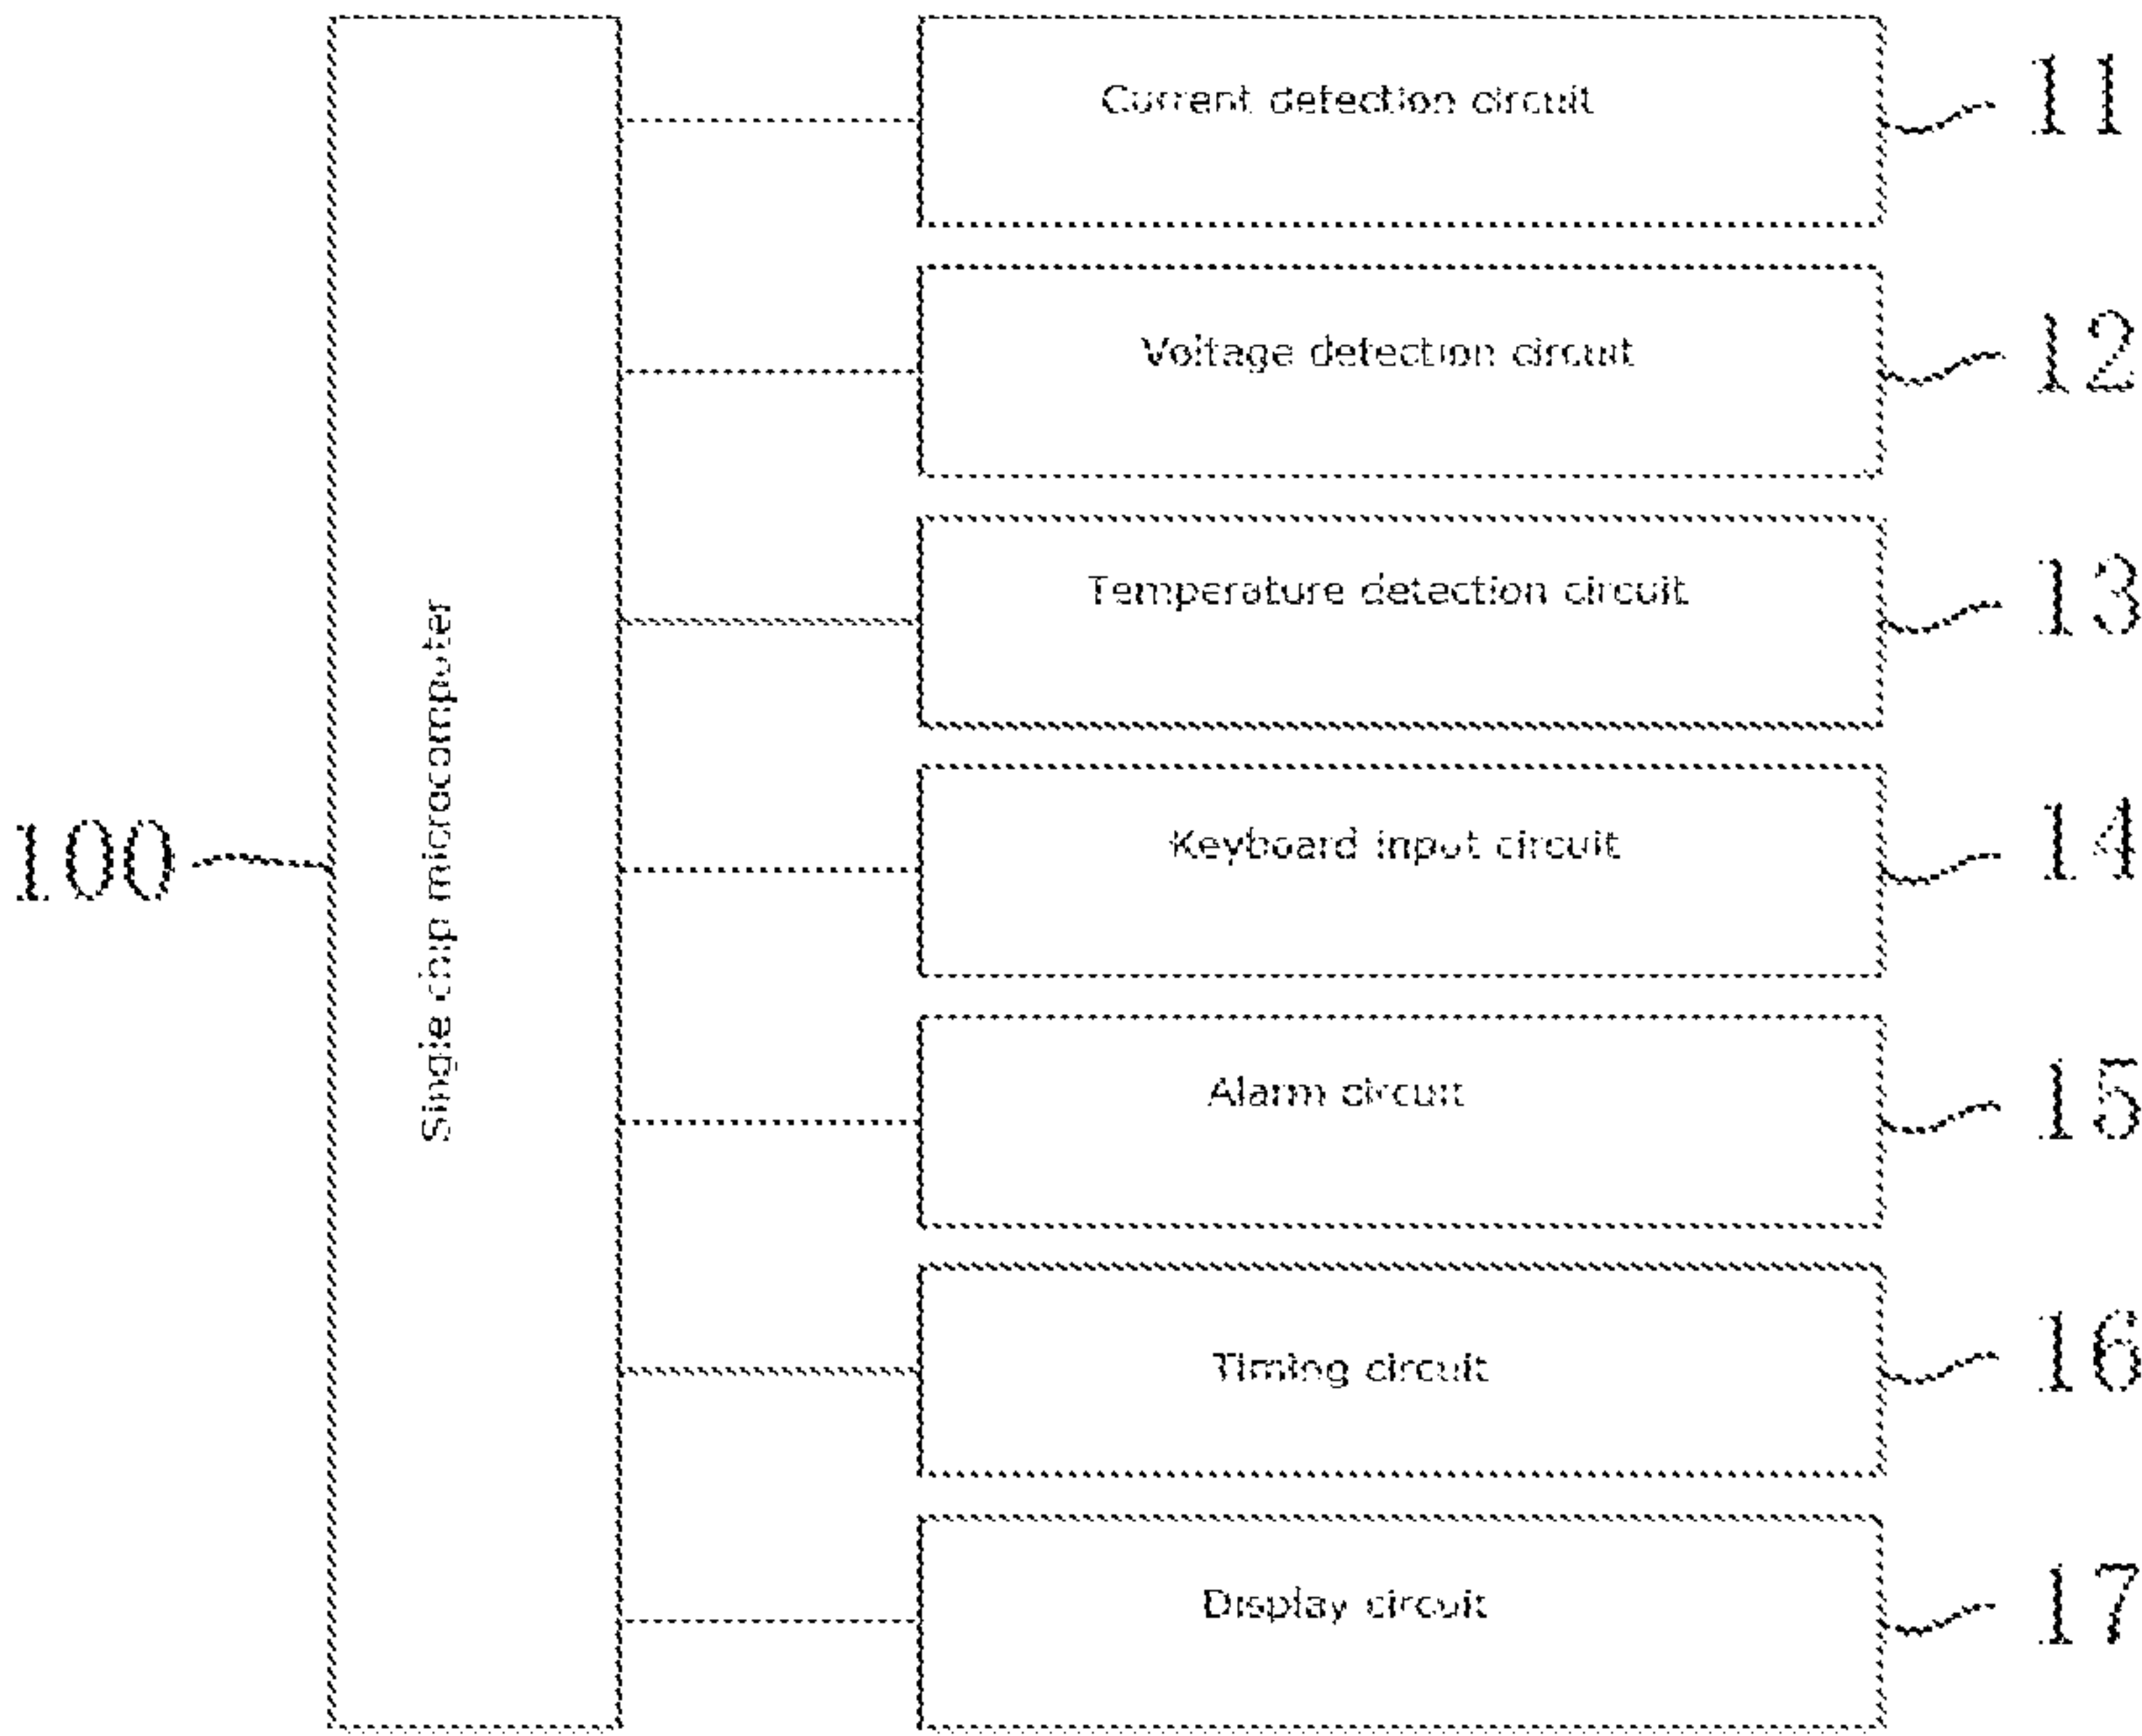 Current detection circuit
11
Voltage detection circuit
12
Temperature detection circuit
13
Single chip microcomputer
100
Keyboard input circuit
14
Alarm circuit
15
Timing circuit
16
Display circuit
17